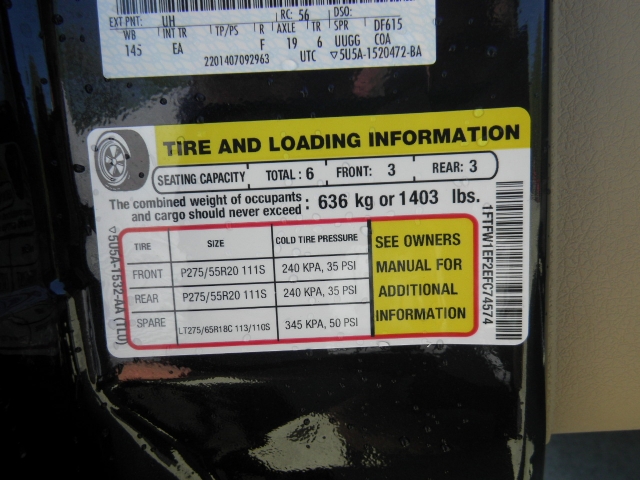 EXT PNT: UH RC: 56 DSO:
WB INT TR TP/PS R AXLE TR SPR DF615
145 EA F 19 6 UUGG COA
2201407092963 UTC ▽5U5A-1520472-BA
TIRE AND LOADING INFORMATION
SEATING CAPACITY TOTAL : 6 FRONT: 3 REAR: 3
The combined weight of occupants and cargo should never exceed : 636 kg or 1403 lbs.
TIRE SIZE COLD TIRE PRESSURE
FRONT P275/55R20 111S 240 KPA, 35 PSI
REAR P275/55R20 111S 240 KPA, 35 PSI
SPARE LT275/65R18C 113/110S 345 KPA, 50 PSI
SEE OWNERS
MANUAL FOR
ADDITIONAL
INFORMATION
▽5U5A-1532-AA (1L0)
1FTFW1EF2EFC74574